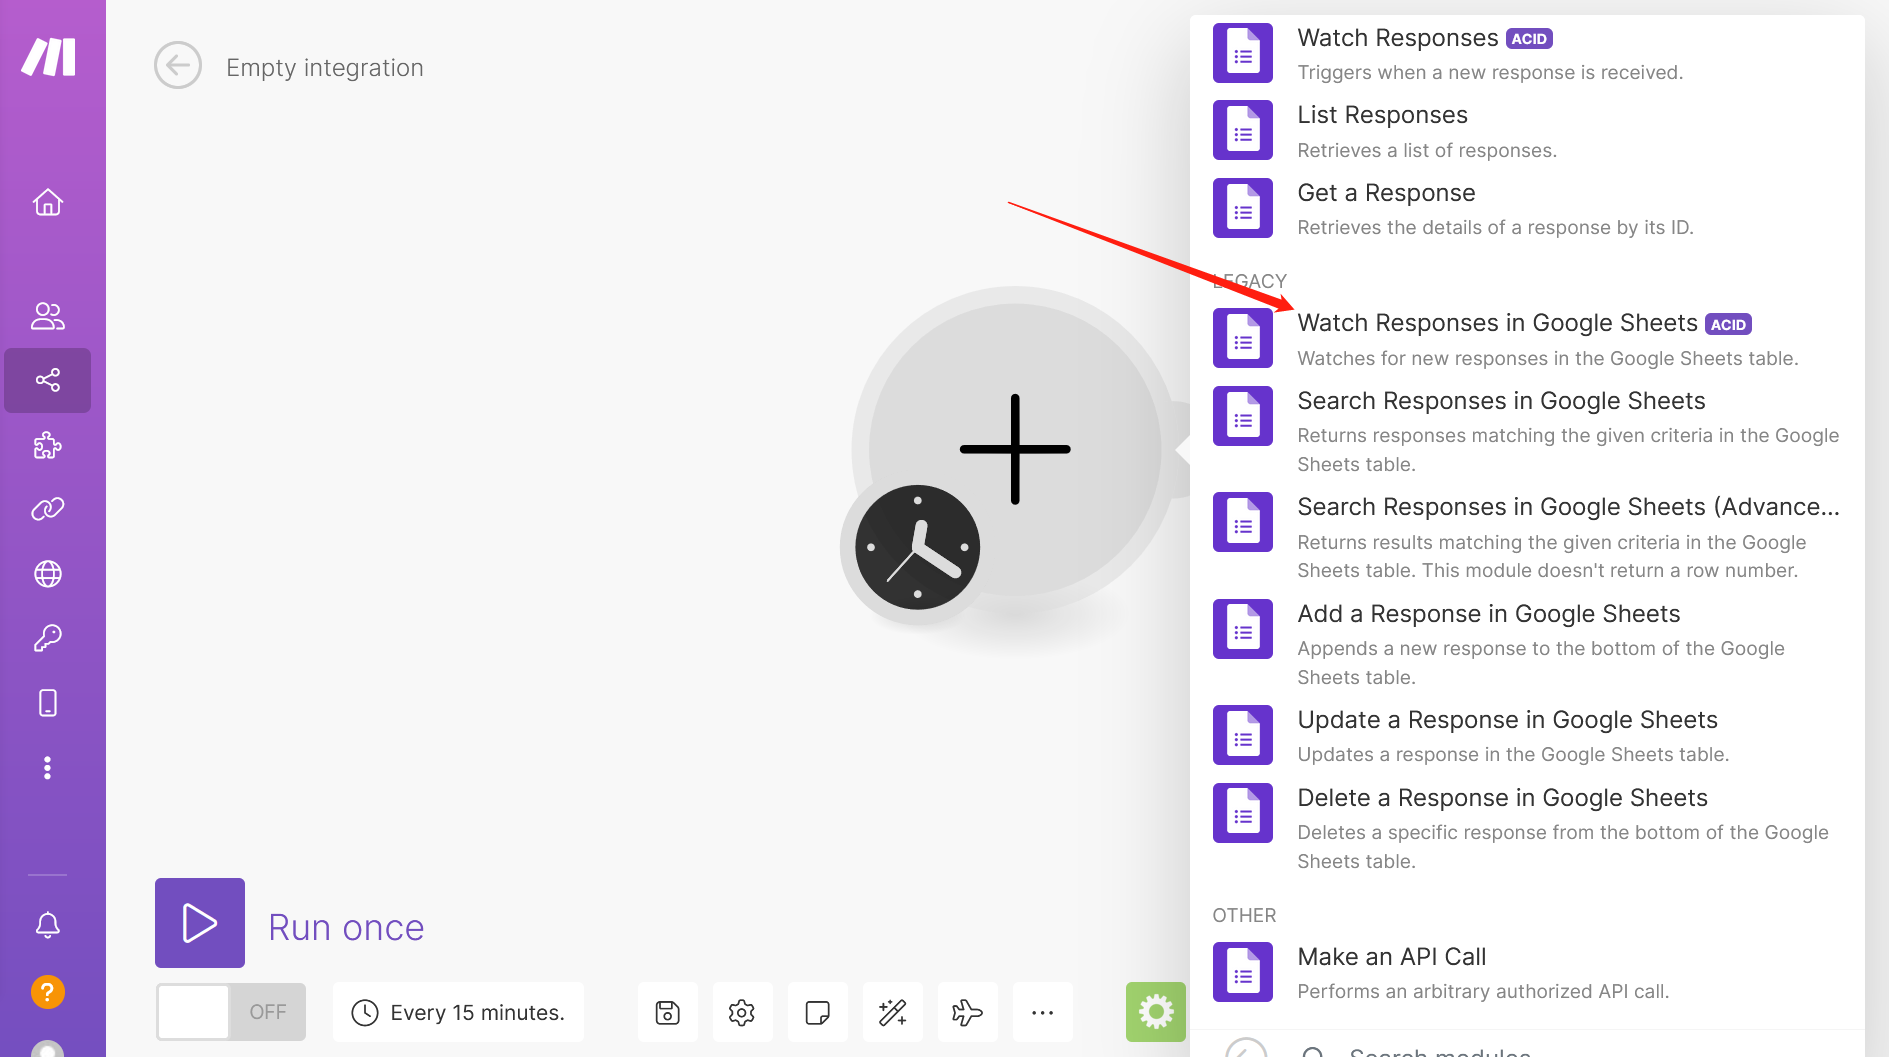 Empty integration
Watch Responses ACID
Triggers when a new response is received.
List Responses
Retrieves a list of responses.
Get a Response
Retrieves the details of a response by its ID.
LEGACY
Watch Responses in Google Sheets ACID
Watches for new responses in the Google Sheets table.
Search Responses in Google Sheets
Returns responses matching the given criteria in the Google
Sheets table.
Search Responses in Google Sheets (Advance...
Returns results matching the given criteria in the Google
Sheets table. This module doesn't return a row number.
Add a Response in Google Sheets
Appends a new response to the bottom of the Google
Sheets table.
Update a Response in Google Sheets
Updates a response in the Google Sheets table.
Delete a Response in Google Sheets
Deletes a specific response from the bottom of the Google
Sheets table.
OTHER
Make an API Call
Performs an arbitrary authorized API call.
Search modules
Run once
OFF
Every 15 minutes.
?